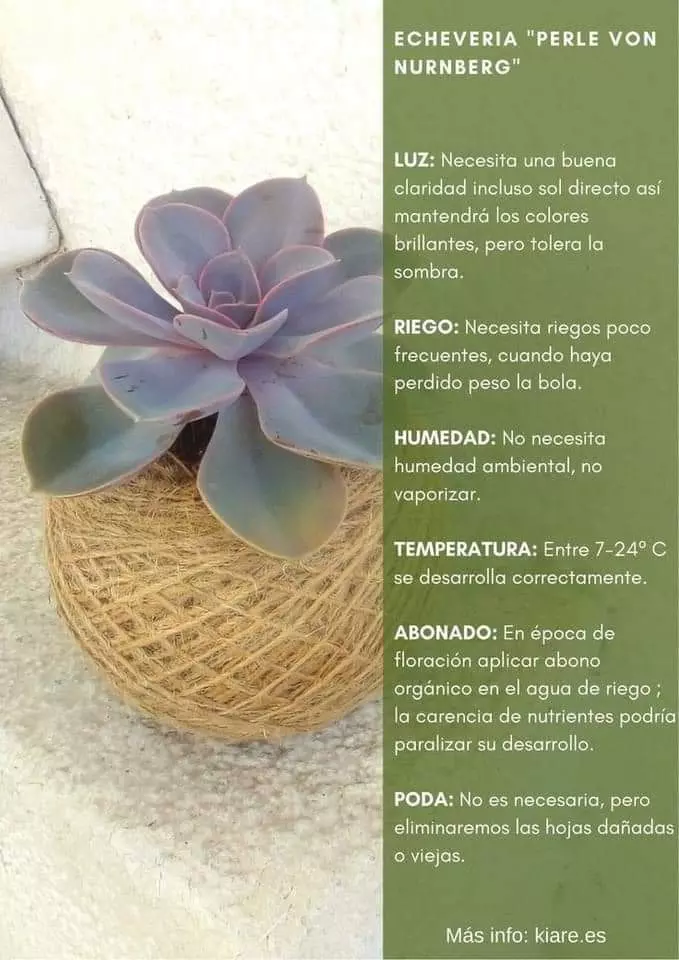 ECHEVERIA "PERLE VON
NURNBERG"
LUZ: Necesita una buena
claridad incluso sol directo así
mantendrá los colores
brillantes, pero tolera la
sombra.
RIEGO: Necesita riegos poco
frecuentes, cuando haya
perdido peso la bola.
HUMEDAD: No necesita
humedad ambiental, no
vaporizar.
TEMPERATURA: Entre 7-24º C
se desarrolla correctamente.
ABONADO: En época de
floración aplicar abono
orgánico en el agua de riego ;
la carencia de nutrientes podría
paralizar su desarrollo.
PODA: No es necesaria, pero
eliminaremos las hojas dañadas
o viejas.
Más info: kiare.es